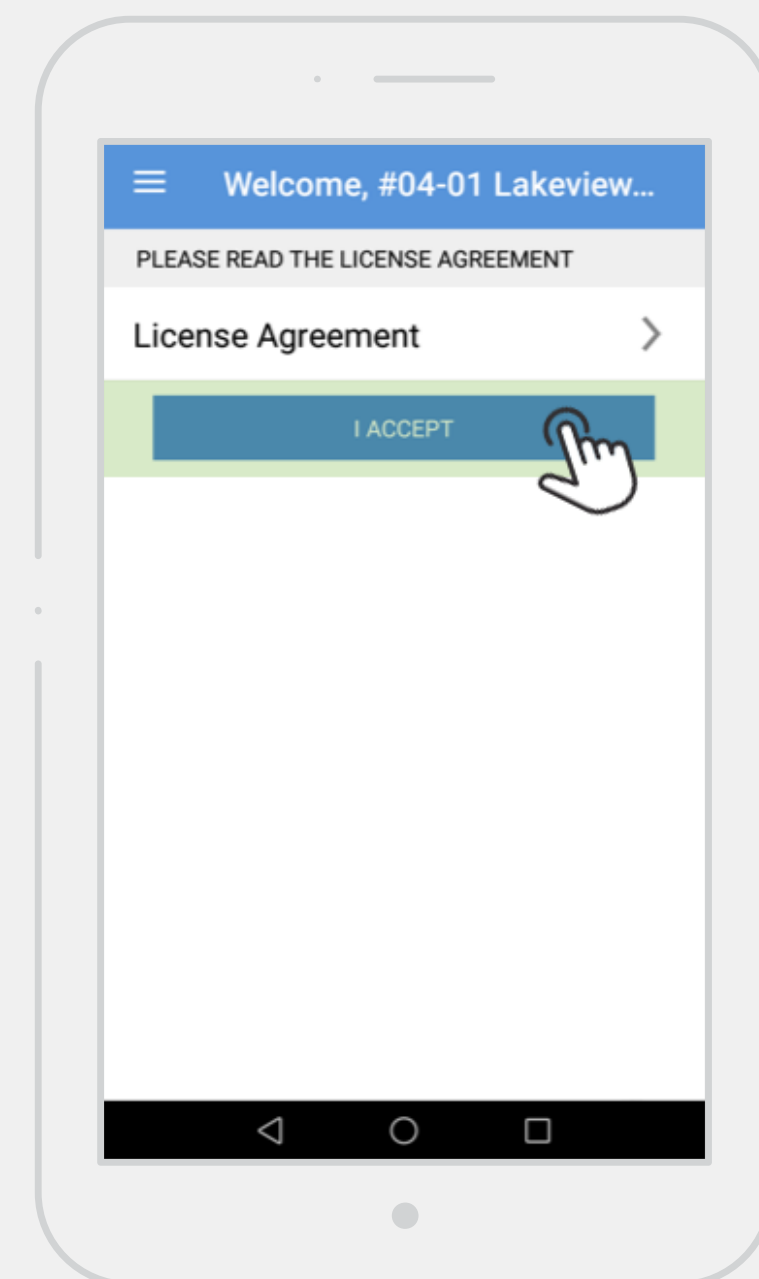 Welcome, #04-01 Lakeview...
PLEASE READ THE LICENSE AGREEMENT
License Agreement
I ACCEPT